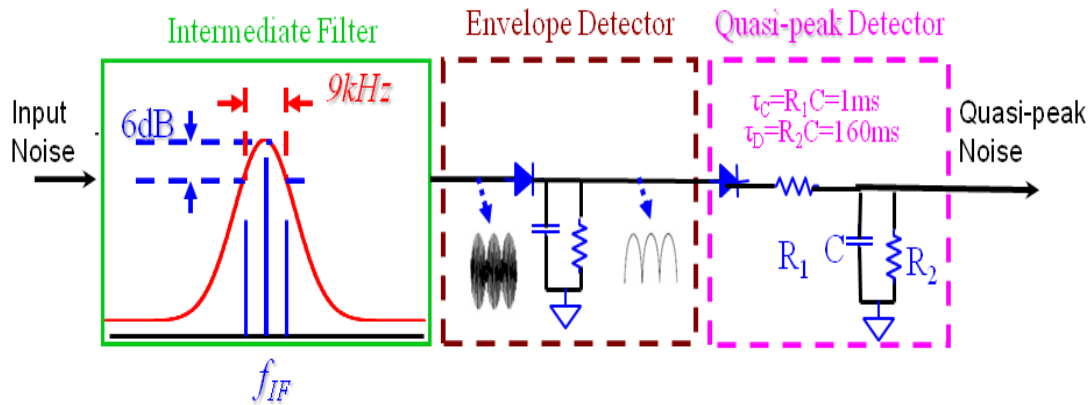 Intermediate Filter
Envelope Detector
Quasi-peak Detector
9kHz
6dB
Input
Noise
τC=R1C=1ms
τD=R2C=160ms
Quasi-peak
Noise
R1
C
R2
fIF